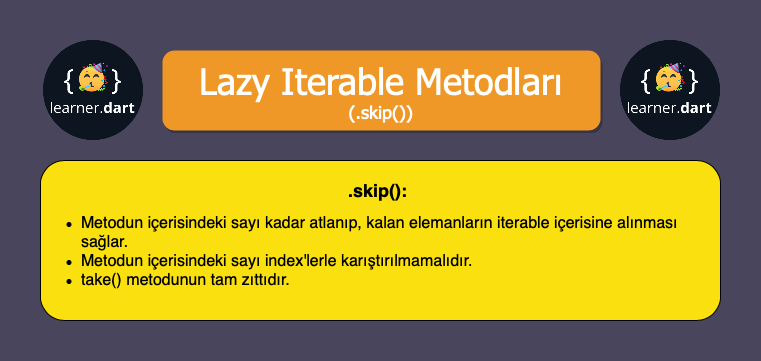 {🥳}
learner.dart
Lazy Iterable Metodları
(.skip())
{🥳}
learner.dart
.skip():
• Metodun içerisindeki sayı kadar atlanıp, kalan elemanların iterable içerisine alınması
sağlar.
• Metodun içerisindeki sayı index'lerle karıştırılmamalıdır.
• take() metodunun tam zıttıdır.